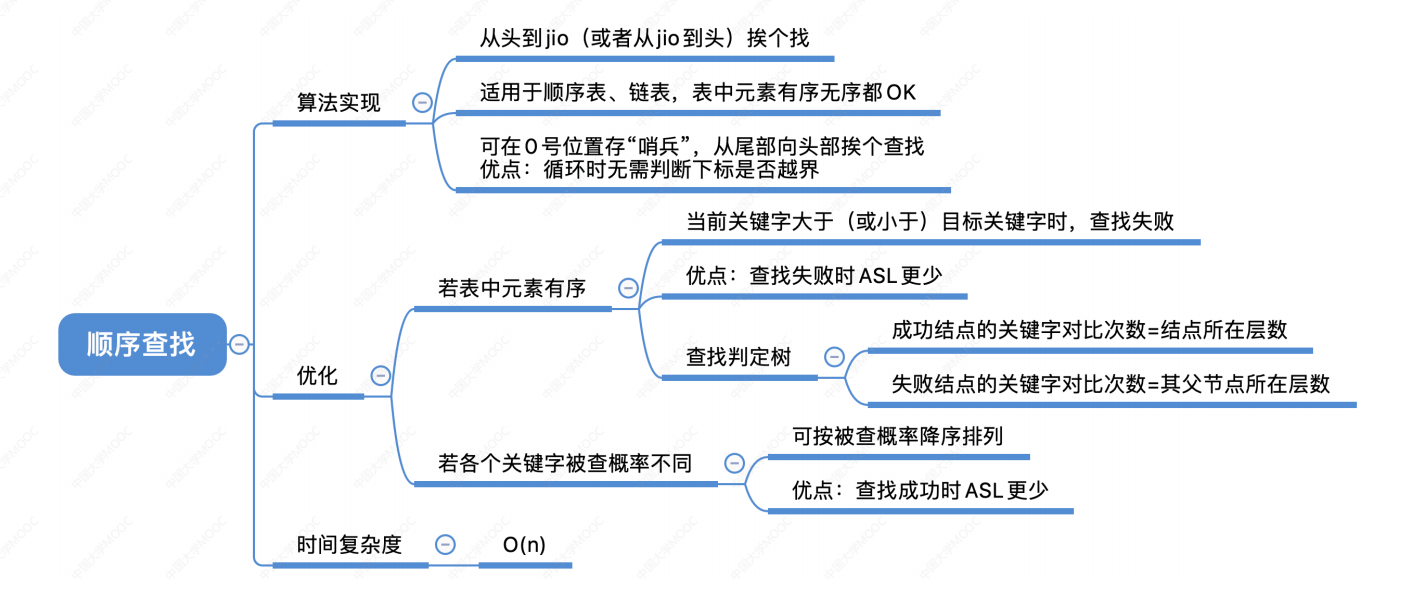 从头到jio（或者从jio到头）挨个找
算法实现
适用于顺序表、链表，表中元素有序无序都OK
可在0号位置存“哨兵”，从尾部向头部挨个查找
优点：循环时无需判断下标是否越界
当前关键字大于（或小于）目标关键字时，查找失败
若表中元素有序
优点：查找失败时ASL更少
顺序查找
优化
查找判定树
成功结点的关键字对比次数=结点所在层数
失败结点的关键字对比次数=其父节点所在层数
若各个关键字被查概率不同
可按被查概率降序排列
优点：查找成功时ASL更少
时间复杂度
O(n)
中国大学MOOC